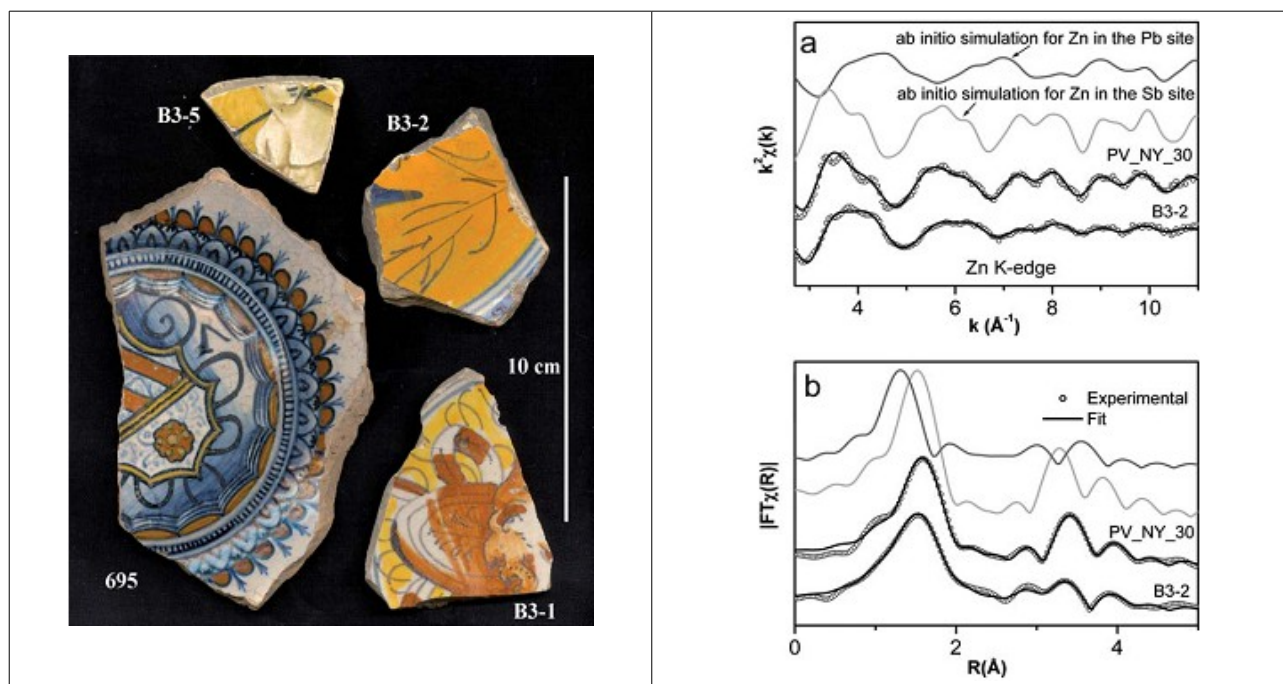 B3-5
B3-2
10 cm
695
B3-1
a
ab initio simulation for Zn in the Pb site
ab initio simulation for Zn in the Sb site
PV_NY_30
B3-2
Zn K-edge
k²χ(k)
4 6 8 10
k (Å⁻¹)
b
Experimental
Fit
PV_NY_30
B3-2
|FTχ(R)|
0 2 4
R(Å)